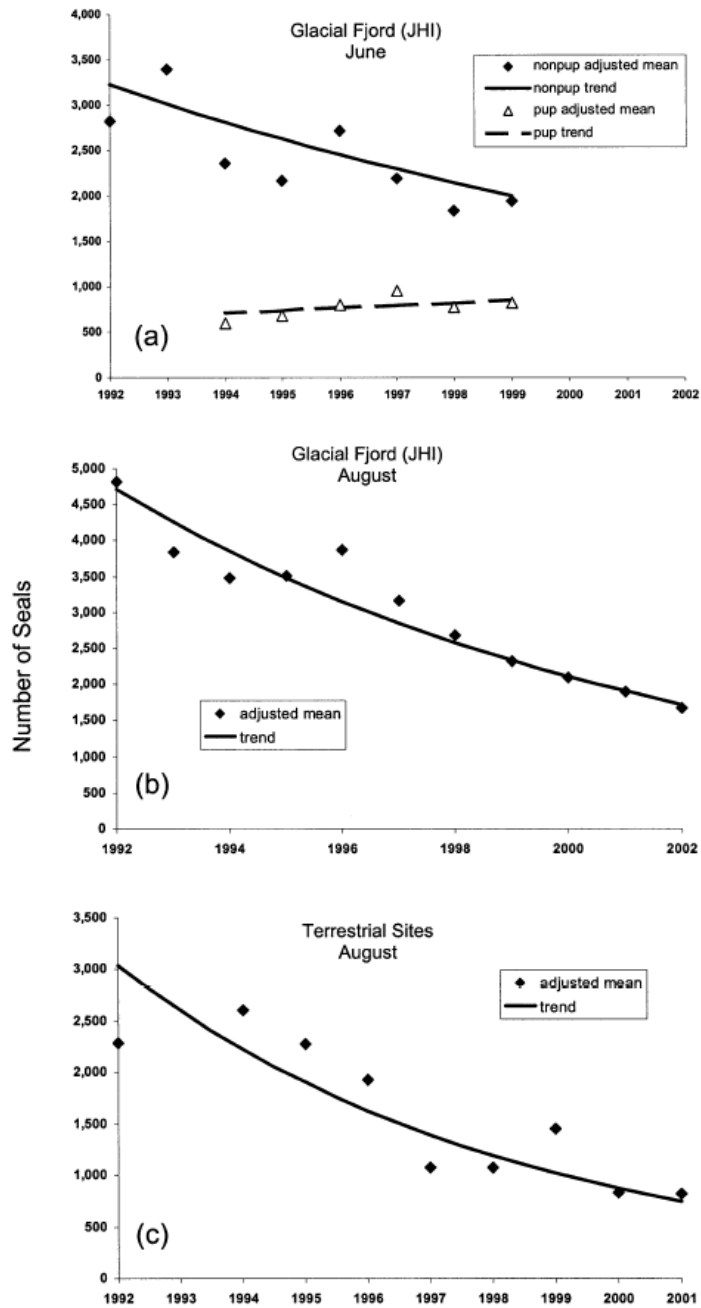 Glacial Fjord (JHI)
June
4,000
3,500
3,000
2,500
2,000
1,500
1,000
500
0
nonpup adjusted mean
nonpup trend
pup adjusted mean
pup trend
(a)
1992 1993 1994 1995 1996 1997 1998 1999 2000 2001 2002
Number of Seals
Glacial Fjord (JHI)
August
5,000
4,500
4,000
3,500
3,000
2,500
2,000
1,500
1,000
500
0
adjusted mean
trend
(b)
1992 1994 1996 1998 2000 2002
Terrestrial Sites
August
3,500
3,000
2,500
2,000
1,500
1,000
500
0
adjusted mean
trend
(c)
1992 1993 1994 1995 1996 1997 1998 1999 2000 2001